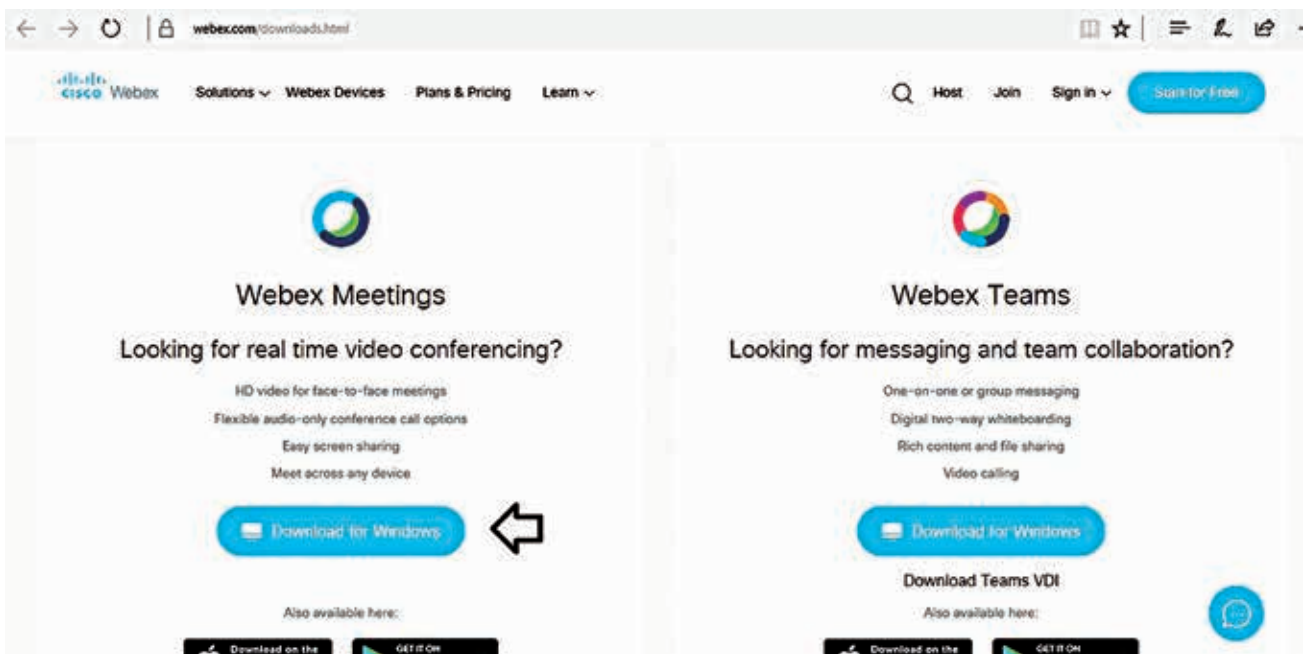 webex.com/downloads.html
cisco Webex Solutions Webex Devices Plans & Pricing Learn Host Join Sign in Start for Free
Webex Meetings
Looking for real time video conferencing?
HD video for face-to-face meetings
Flexible audio-only conference call options
Easy screen sharing
Meet across any device
Download for Windows
Also available here:
Download on the
GET IT ON
Webex Teams
Looking for messaging and team collaboration?
One-on-one or group messaging
Digital two-way whiteboarding
Rich content and file sharing
Video calling
Download for Windows
Download Teams VDI
Also available here:
Download on the
GET IT ON